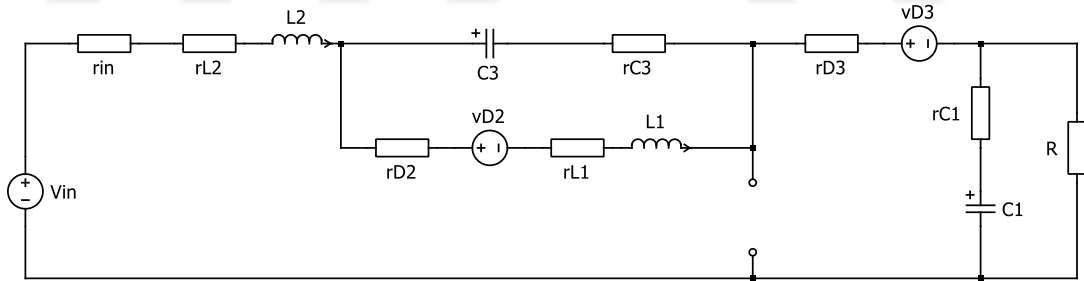 vD3
L2
+
+ -
rin
rL2
C3
rC3
rD3
vD2
L1
rC1
+ -
rD2
rL1
R
+
-
Vin
+
C1